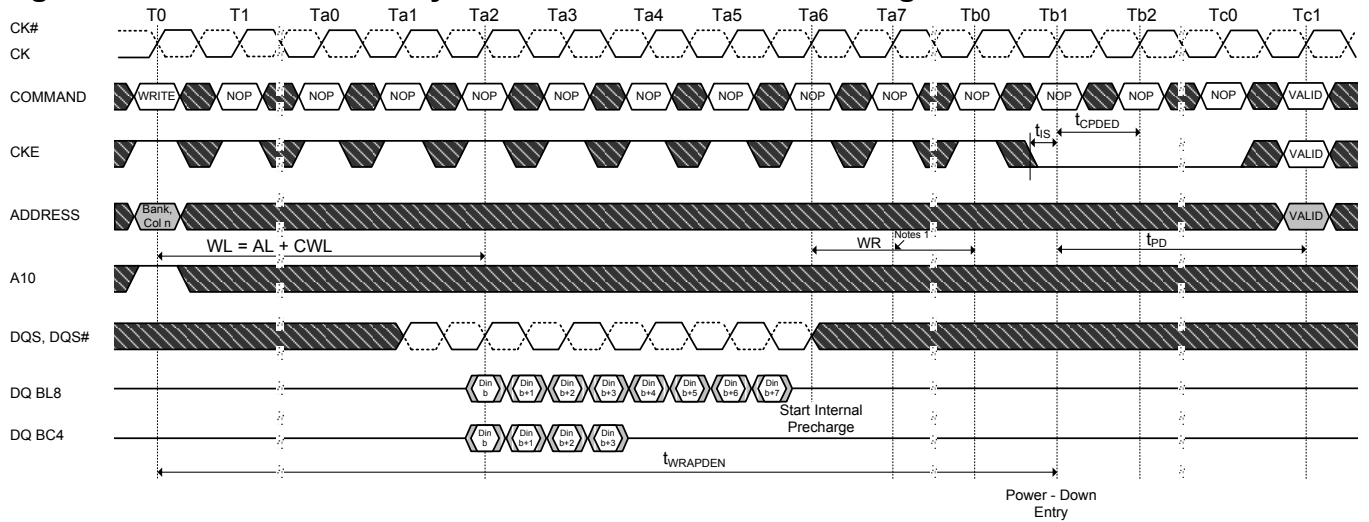 T0 T1 Ta0 Ta1 Ta2 Ta3 Ta4 Ta5 Ta6 Ta7 Tb0 Tb1 Tb2 Tc0 Tc1
CK#
CK
COMMAND WRITE NOP NOP NOP NOP NOP NOP NOP NOP NOP NOP NOP NOP NOP VALID
tIS tCPDED
CKE VALID
ADDRESS Bank, Col n VALID
WL = AL + CWL WR Notes 1 tPD
A10
DQS, DQS#
DQ BL8 Din b Din b+1 Din b+2 Din b+3 Din b+4 Din b+5 Din b+6 Din b+7
Start Internal
Precharge
DQ BC4 Din b Din b+1 Din b+2 Din b+3
tWRAPDEN
Power - Down
Entry